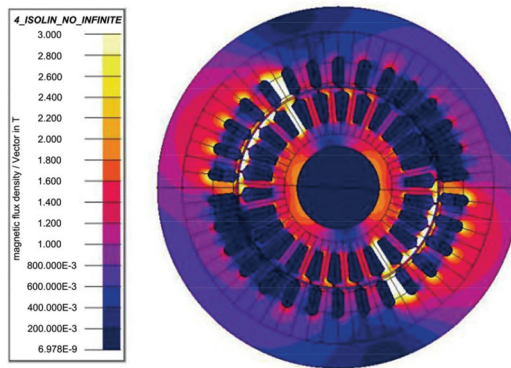 4_ISOLIN_NO_INFINITE
3.000
2.800
2.600
2.400
2.200
2.000
1.800
1.600
1.400
1.200
1.000
800.000E-3
600.000E-3
400.000E-3
200.000E-3
6.978E-9
magnetic flux density / Vector in T